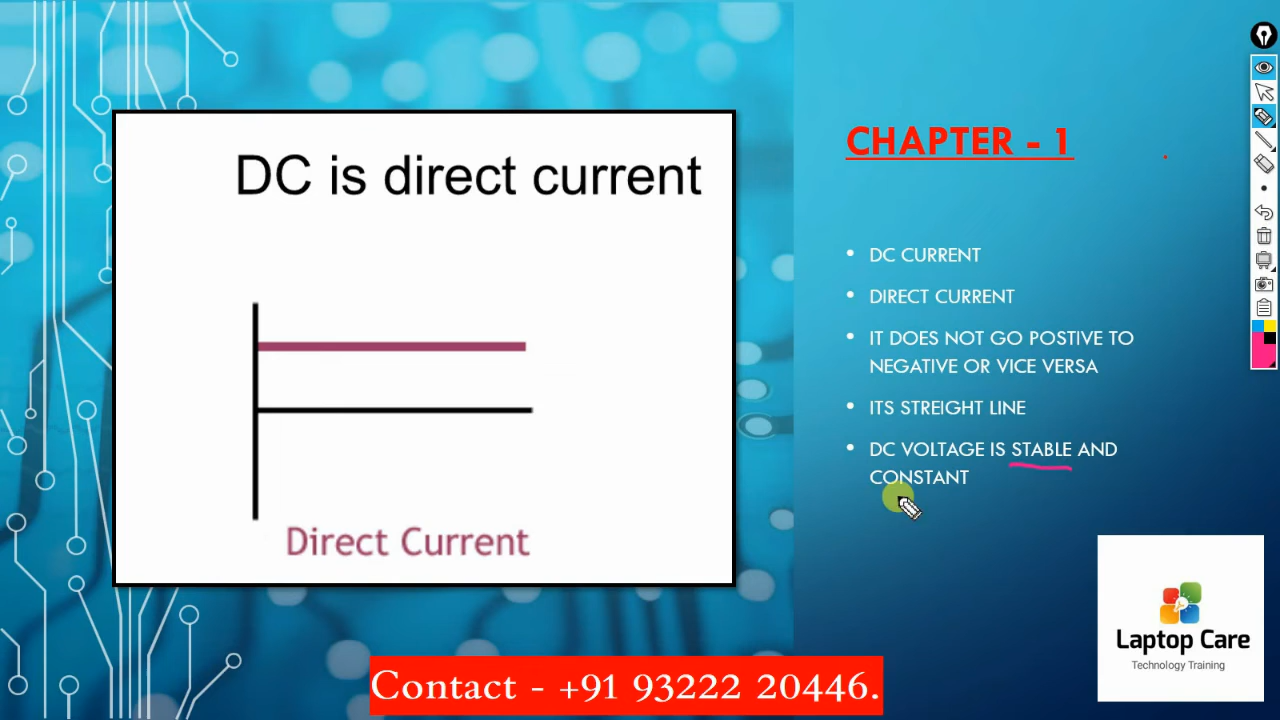 DC is direct current
Direct Current
CHAPTER - 1
• DC CURRENT
• DIRECT CURRENT
• IT DOES NOT GO POSTIVE TO
NEGATIVE OR VICE VERSA
• ITS STREIGHT LINE
• DC VOLTAGE IS STABLE AND
CONSTANT
Laptop Care
Technology Training
Contact - +91 93222 20446.